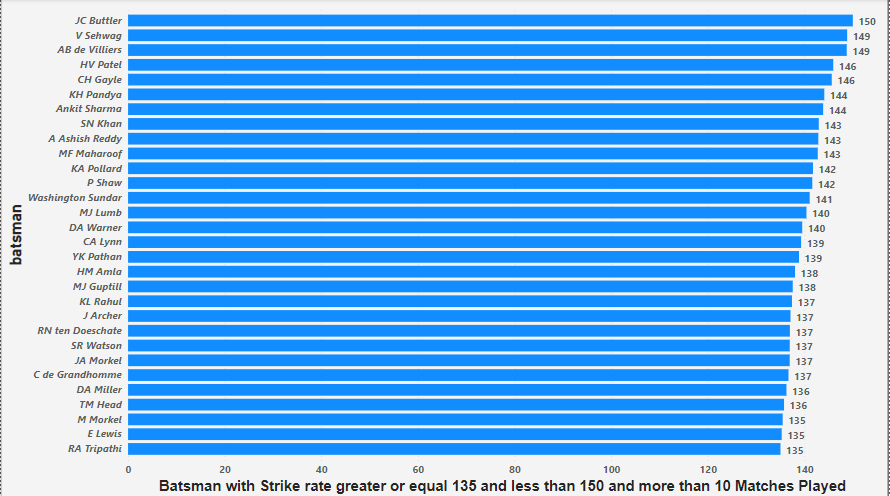 JC Buttler 150
V Sehwag 149
AB de Villiers 149
HV Patel 146
CH Gayle 146
KH Pandya 144
Ankit Sharma 144
SN Khan 143
A Ashish Reddy 143
MF Maharoof 143
KA Pollard 142
P Shaw 142
Washington Sundar 141
MJ Lumb 140
DA Warner 140
CA Lynn 139
YK Pathan 139
HM Amla 138
MJ Guptill 138
KL Rahul 137
J Archer 137
RN ten Doeschate 137
SR Watson 137
JA Morkel 137
C de Grandhomme 137
DA Miller 136
TM Head 136
M Morkel 135
E Lewis 135
RA Tripathi 135
batsman
0 20 40 60 80 100 120 140
Batsman with Strike rate greater or equal 135 and less than 150 and more than 10 Matches Played